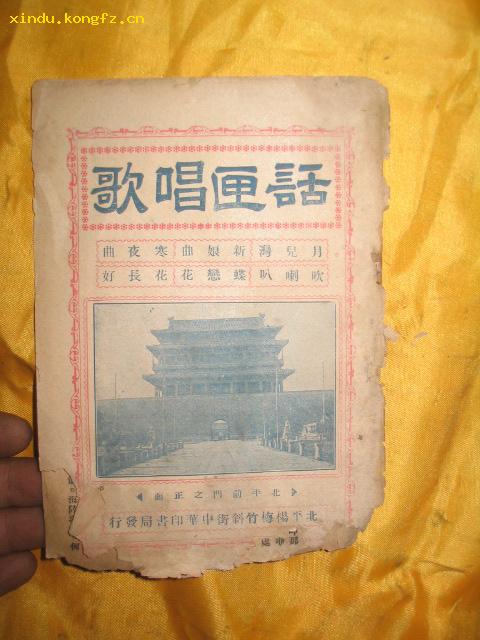 xindu.kongfz.cn
話匣唱歌
月兒灣 新娘曲 寒夜曲
吹喇叭 蝶戀花 花長好
北平前門之正面
北平楊梅竹斜街中華印書局發行